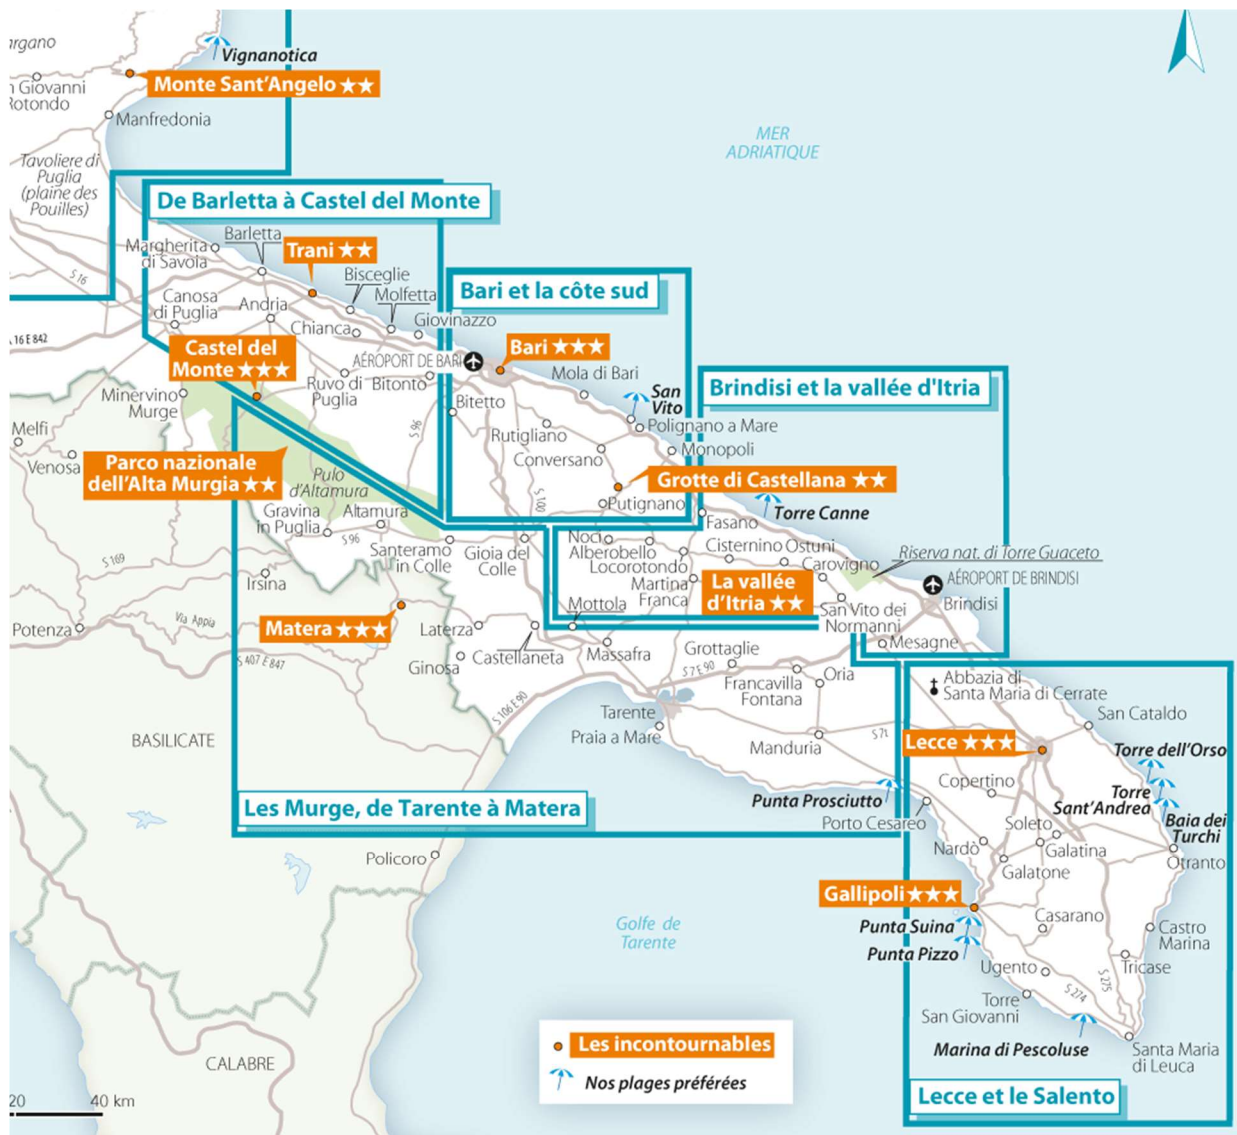 argano
Vignanotica
n Giovanni
Rotondo
Monte Sant'Angelo ★★
Manfredonia
MER
ADRIATIQUE
Tavoliere di
Puglia
(plaine des
Pouilles)
De Barletta à Castel del Monte
Margherita
di Savoia
Barletta
Trani ★★
Bisceglie
Molfetta
S 16
Canosa
di Puglia
Andria
Chianca
Giovinazzo
Bari et la côte sud
A 16 E 842
Castel del
Monte ★★★
AÉROPORT DE BARI
Bari ★★★
Mola di Bari
Brindisi et la vallée d'Itria
Minervino
Murge
Ruvo di
Puglia
Bitonto
Bitetto
San
Vito
Polignano a Mare
Melfi
Venosa
S 96
Rutigliano
Conversano
Monopoli
Parco nazionale
dell'Alta Murgia ★★
Pulo
d'Altamura
Grotte di Castellana ★★
S 100
Putignano
Torre Canne
Gravina
in Puglia
Altamura
Fasano
S 96
Santeramo
in Colle
Gioia del
Colle
Noci
Alberobello
Locorotondo
Cisternino
Ostuni
Carovigno
Riserva nat. di Torre Guaceto
S 169
Irsina
Martina
Franca
La vallée
d'Itria ★★
AÉROPORT DE BRINDISI
Brindisi
Via Appia
Mottola
San Vito dei
Normanni
Potenza
Matera ★★★
Laterza
Mesagne
S 407 E 847
Ginosa
Castellaneta
Massafra
Grottaglie
S 7 E 90
Francavilla
Fontana
Oria
Abbazia di
Santa Maria di Cerrate
S 106 E 90
Tarente
Praia a Mare
Manduria
S 7t
San Cataldo
BASILICATE
Lecce ★★★
Torre dell'Orso
Copertino
Torre
Sant'Andrea
Les Murge, de Tarente à Matera
Punta Prosciutto
Porto Cesareo
Baia dei
Turchi
Soleto
Nardò
Galatina
Otranto
Policoro
Galatone
Gallipoli ★★★
Golfe de
Tarente
Punta Suina
Casarano
Castro
Marina
Punta Pizzo
Ugento
Tricase
S 274
S 275
Torre
San Giovanni
Marina di Pescoluse
Santa Maria
di Leuca
CALABRE
Les incontournables
Nos plages préférées
20
40 km
Lecce et le Salento